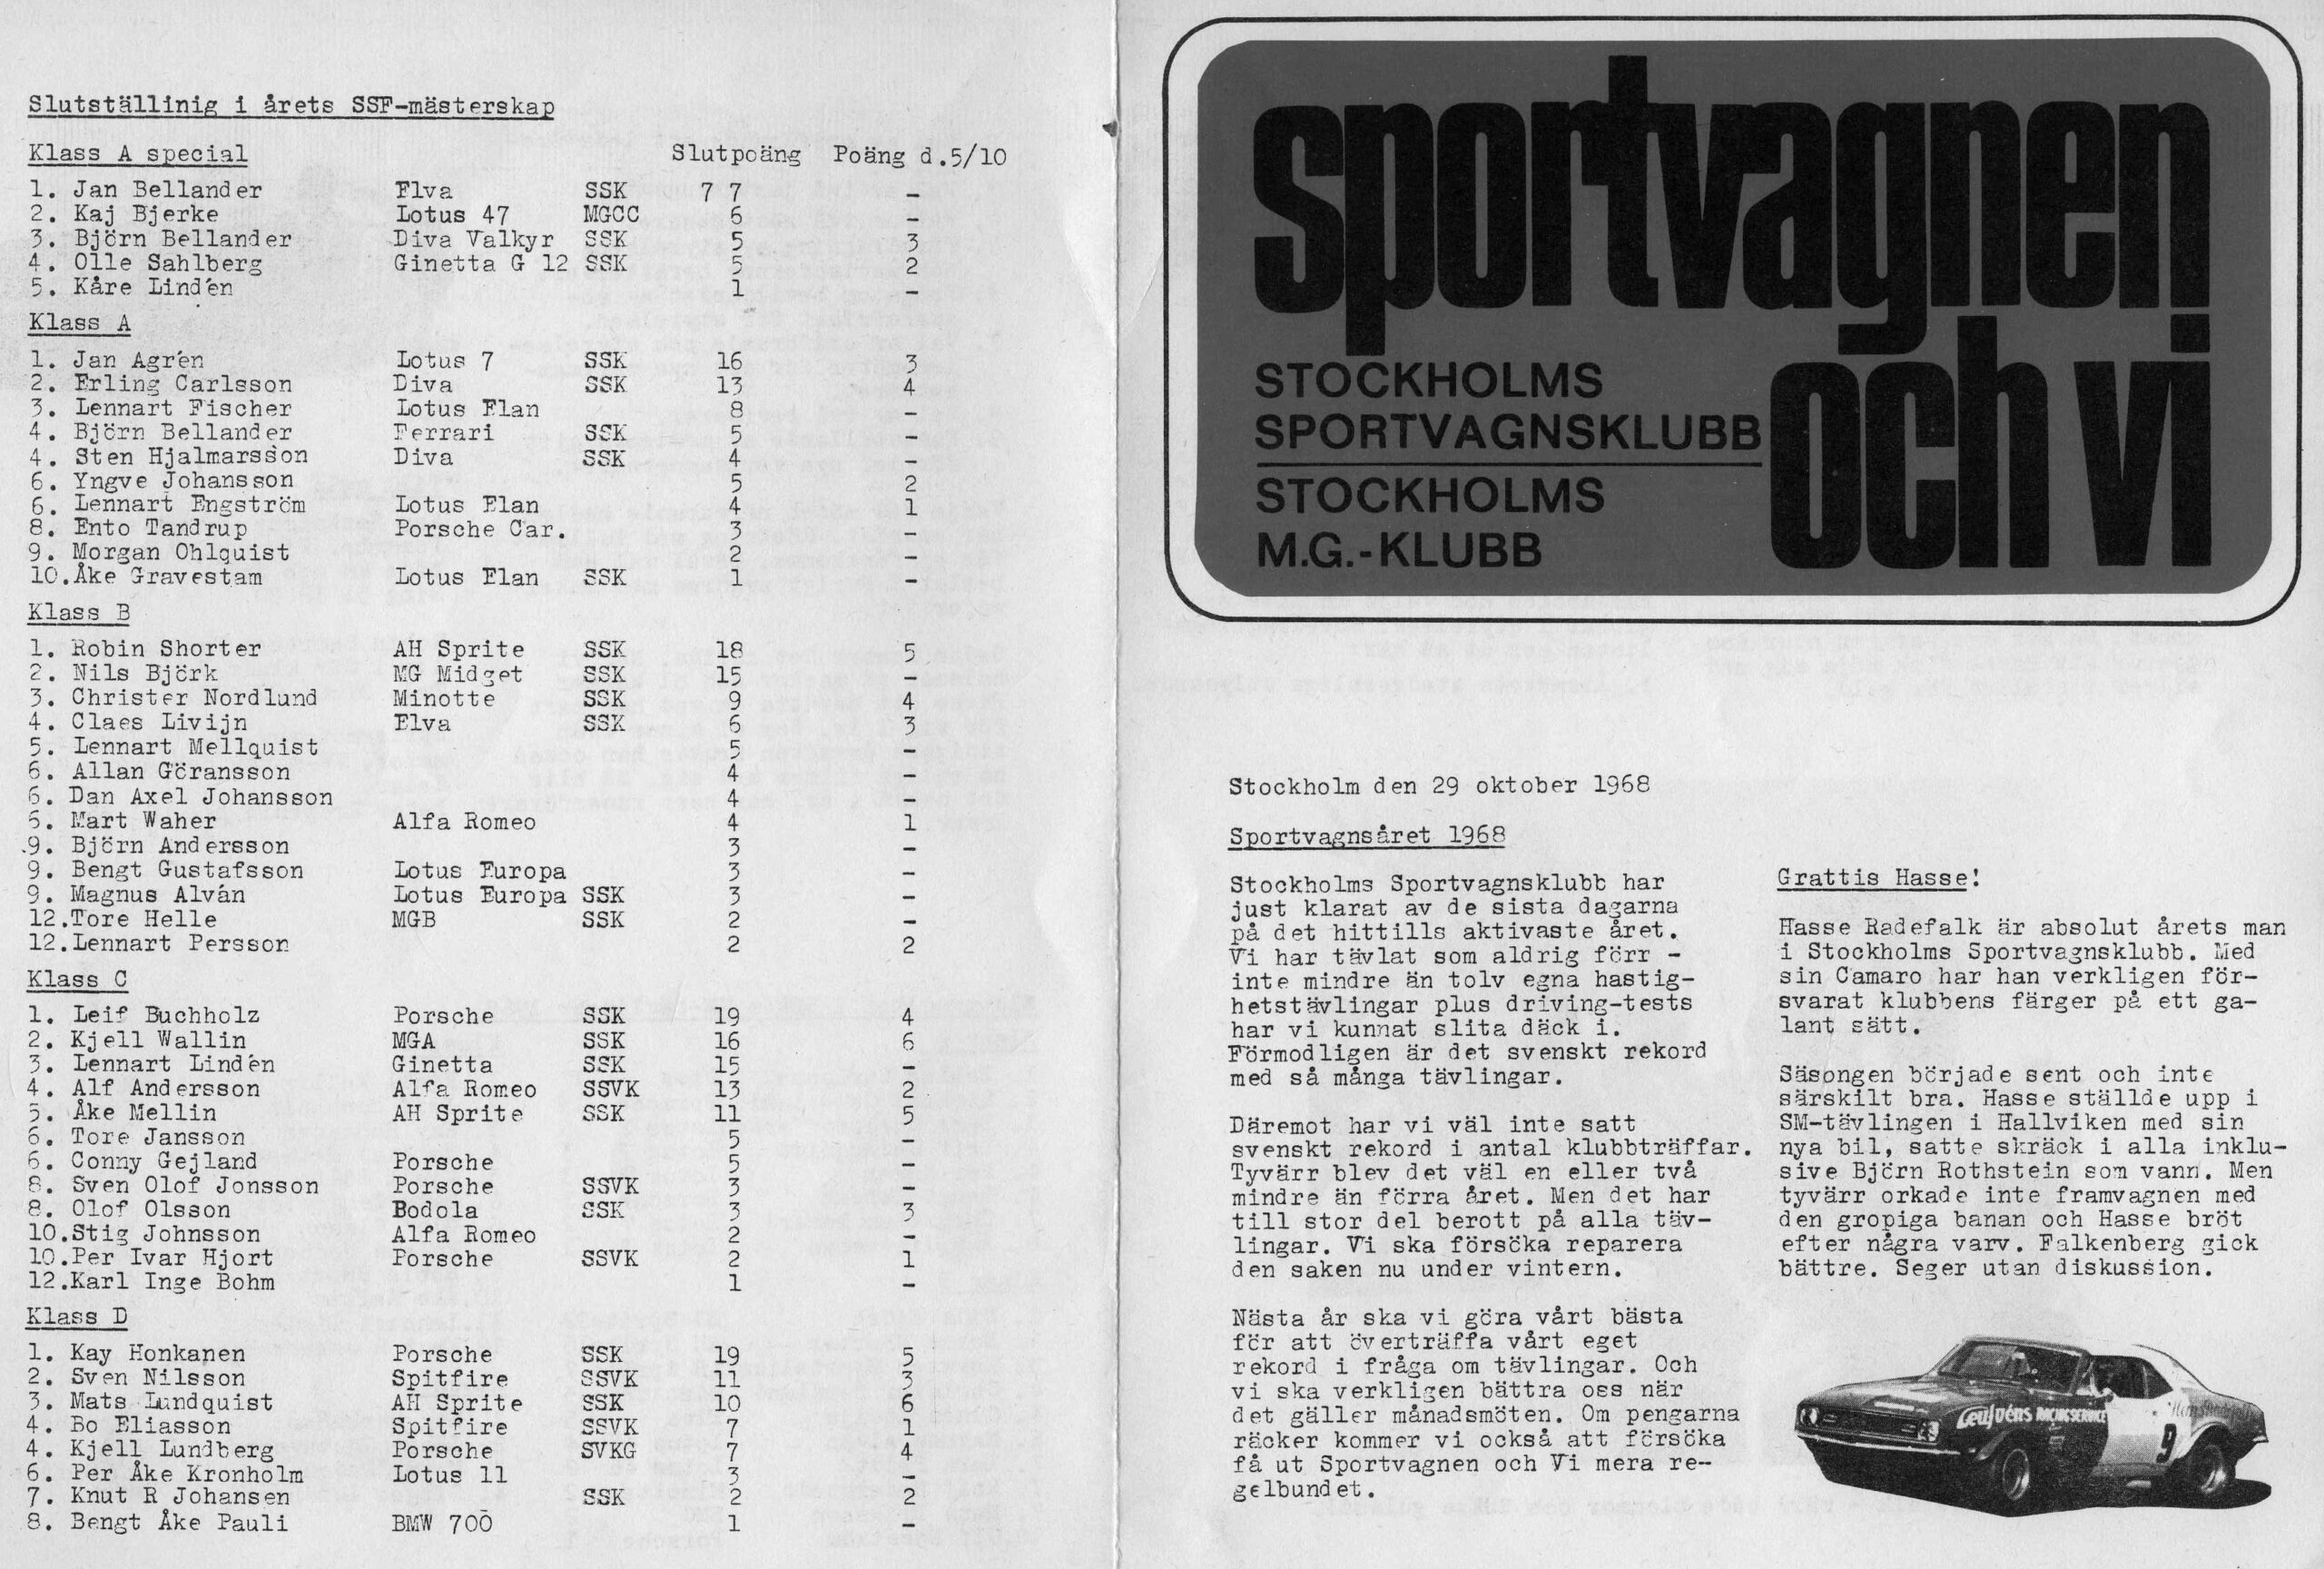 Slutställinig i årets SSF-mästerskap
Klass A special Slutpoäng Poäng d.5/10
1. Jan Bellander Elva SSK 7 7 -
2. Kaj Bjerke Lotus 47 MGCC 6 -
3. Björn Bellander Diva Valkyr SSK 5 3
4. Olle Sahlberg Ginetta G 12 SSK 5 2
5. Kåre Lindén 1 -
Klass A
1. Jan Agrén Lotus 7 SSK 16 3
2. Erling Carlsson Diva SSK 13 4
3. Lennart Fischer Lotus Elan 8 -
4. Björn Bellander Ferrari SSK 5 -
4. Sten Hjalmarsson Diva SSK 4 -
6. Yngve Johansson 5 2
6. Lennart Engström Lotus Elan 4 1
8. Ento Tandrup Porsche Car. 3 -
9. Morgan Ohlquist 2 -
10.Åke Gravestam Lotus Elan SSK 1 -
Klass B
1. Robin Shorter AH Sprite SSK 18 5
2. Nils Björk MG Midget SSK 15 -
3. Christer Nordlund Minotte SSK 9 4
4. Claes Livijn Elva SSK 6 3
5. Lennart Mellquist 5 -
6. Allan Göransson 4 -
6. Dan Axel Johansson 4 -
6. Mart Waher Alfa Romeo 4 1
9. Björn Andersson 3 -
9. Bengt Gustafsson Lotus Europa 3 -
9. Magnus Alván Lotus Europa SSK 3 -
12.Tore Helle MGB SSK 2 -
12.Lennart Persson 2 2
Klass C
1. Leif Buchholz Porsche SSK 19 4
2. Kjell Wallin MGA SSK 16 6
3. Lennart Lindén Ginetta SSK 15 -
4. Alf Andersson Alfa Romeo SSVK 13 2
5. Åke Mellin AH Sprite SSK 11 5
6. Tore Jansson 5 -
6. Conny Gejland Porsche 5 -
8. Sven Olof Jonsson Porsche SSVK 3 -
8. Olof Olsson Bodola SSK 3 3
10.Stig Johnsson Alfa Romeo 2 -
10.Per Ivar Hjort Porsche SSVK 2 1
12.Karl Inge Bohm 1 -
Klass D
1. Kay Honkanen Porsche SSK 19 5
2. Sven Nilsson Spitfire SSVK 11 3
3. Mats Lundquist AH Sprite SSK 10 6
4. Bo Eliasson Spitfire SSVK 7 1
4. Kjell Lundberg Porsche SVKG 7 4
6. Per Åke Kronholm Lotus 11 3 -
7. Knut R Johansen SSK 2 2
8. Bengt Åke Pauli BMW 700 1 -
sportvagnen
och vi
STOCKHOLMS
SPORTVAGNSKLUBB
STOCKHOLMS
M.G.-KLUBB
Stockholm den 29 oktober 1968
Sportvagnsåret 1968
Stockholms Sportvagnsklubb har
just klarat av de sista dagarna
på det hittills aktivaste året.
Vi har tävlat som aldrig förr -
inte mindre än tolv egna hastig-
hetstävlingar plus driving-tests
har vi kunnat slita däck i.
Förmodligen är det svenskt rekord
med så många tävlingar.
Däremot har vi väl inte satt
svenskt rekord i antal klubbträffar.
Tyvärr blev det väl en eller två
mindre än förra året. Men det har
till stor del berott på alla täv-
lingar. Vi ska försöka reparera
den saken nu under vintern.
Nästa år ska vi göra vårt bästa
för att överträffa vårt eget
rekord i fråga om tävlingar. Och
vi ska verkligen bättra oss när
det gäller månadsmöten. Om pengarna
räcker kommer vi också att försöka
få ut Sportvagnen och Vi mera re-
gelbundet.
Grattis Hasse!
Hasse Radefalk är absolut årets man
i Stockholms Sportvagnsklubb. Med
sin Camaro har han verkligen för-
svarat klubbens färger på ett ga-
lant sätt.
Säsongen började sent och inte
särskilt bra. Hasse ställde upp i
SM-tävlingen i Hallviken med sin
nya bil, satte skräck i alla inklu-
sive Björn Rothstein som vann. Men
tyvärr orkade inte framvagnen med
den gropiga banan och Hasse bröt
efter några varv. Falkenberg gick
bättre. Seger utan diskussion.
RACINGSERVICE
9